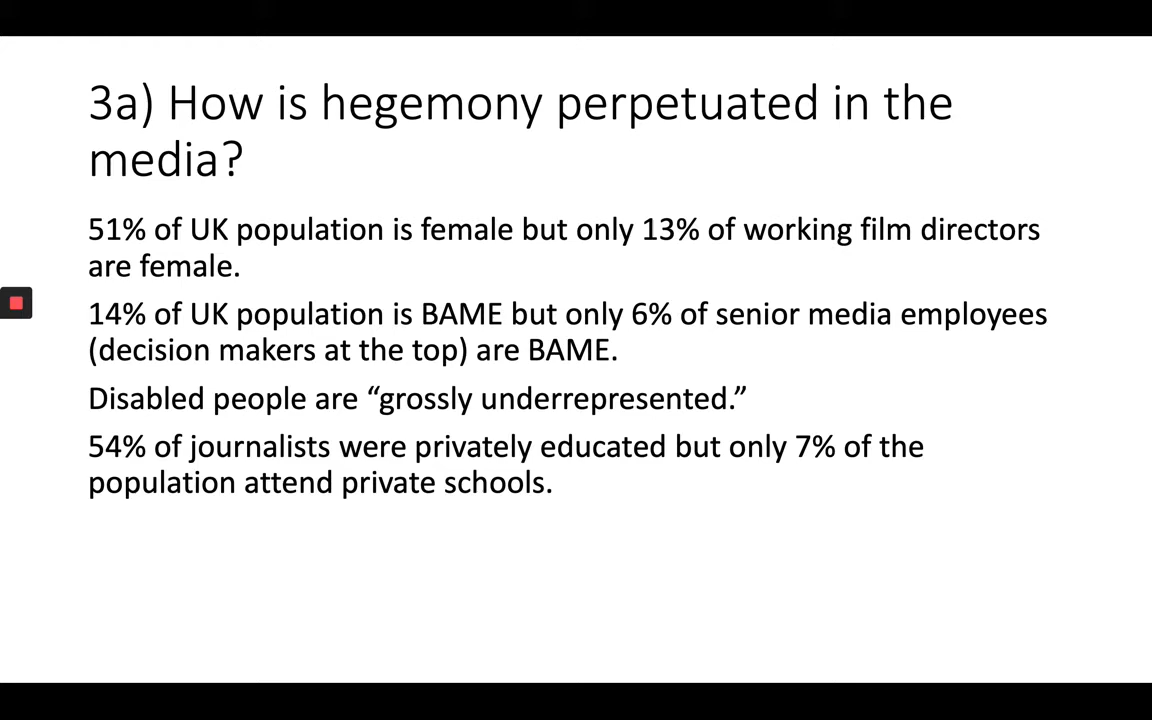 3a) How is hegemony perpetuated in the
media?
51% of UK population is female but only 13% of working film directors
are female.
14% of UK population is BAME but only 6% of senior media employees
(decision makers at the top) are BAME.
Disabled people are “grossly underrepresented.”
54% of journalists were privately educated but only 7% of the
population attend private schools.